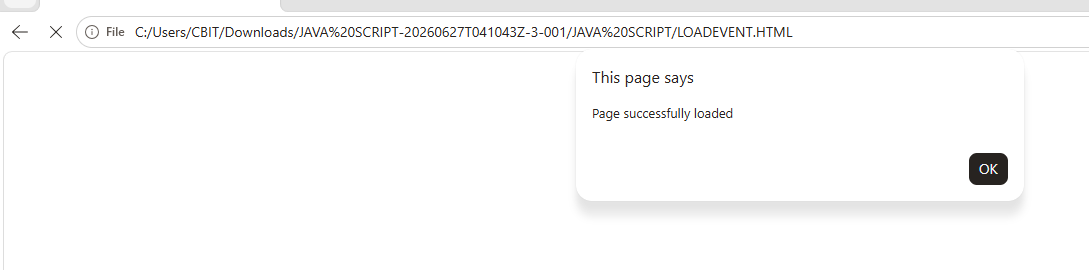 File C:/Users/CBIT/Downloads/JAVA%20SCRIPT-20260627T041043Z-3-001/JAVA%20SCRIPT/LOADEVENT.HTML
This page says
Page successfully loaded
OK